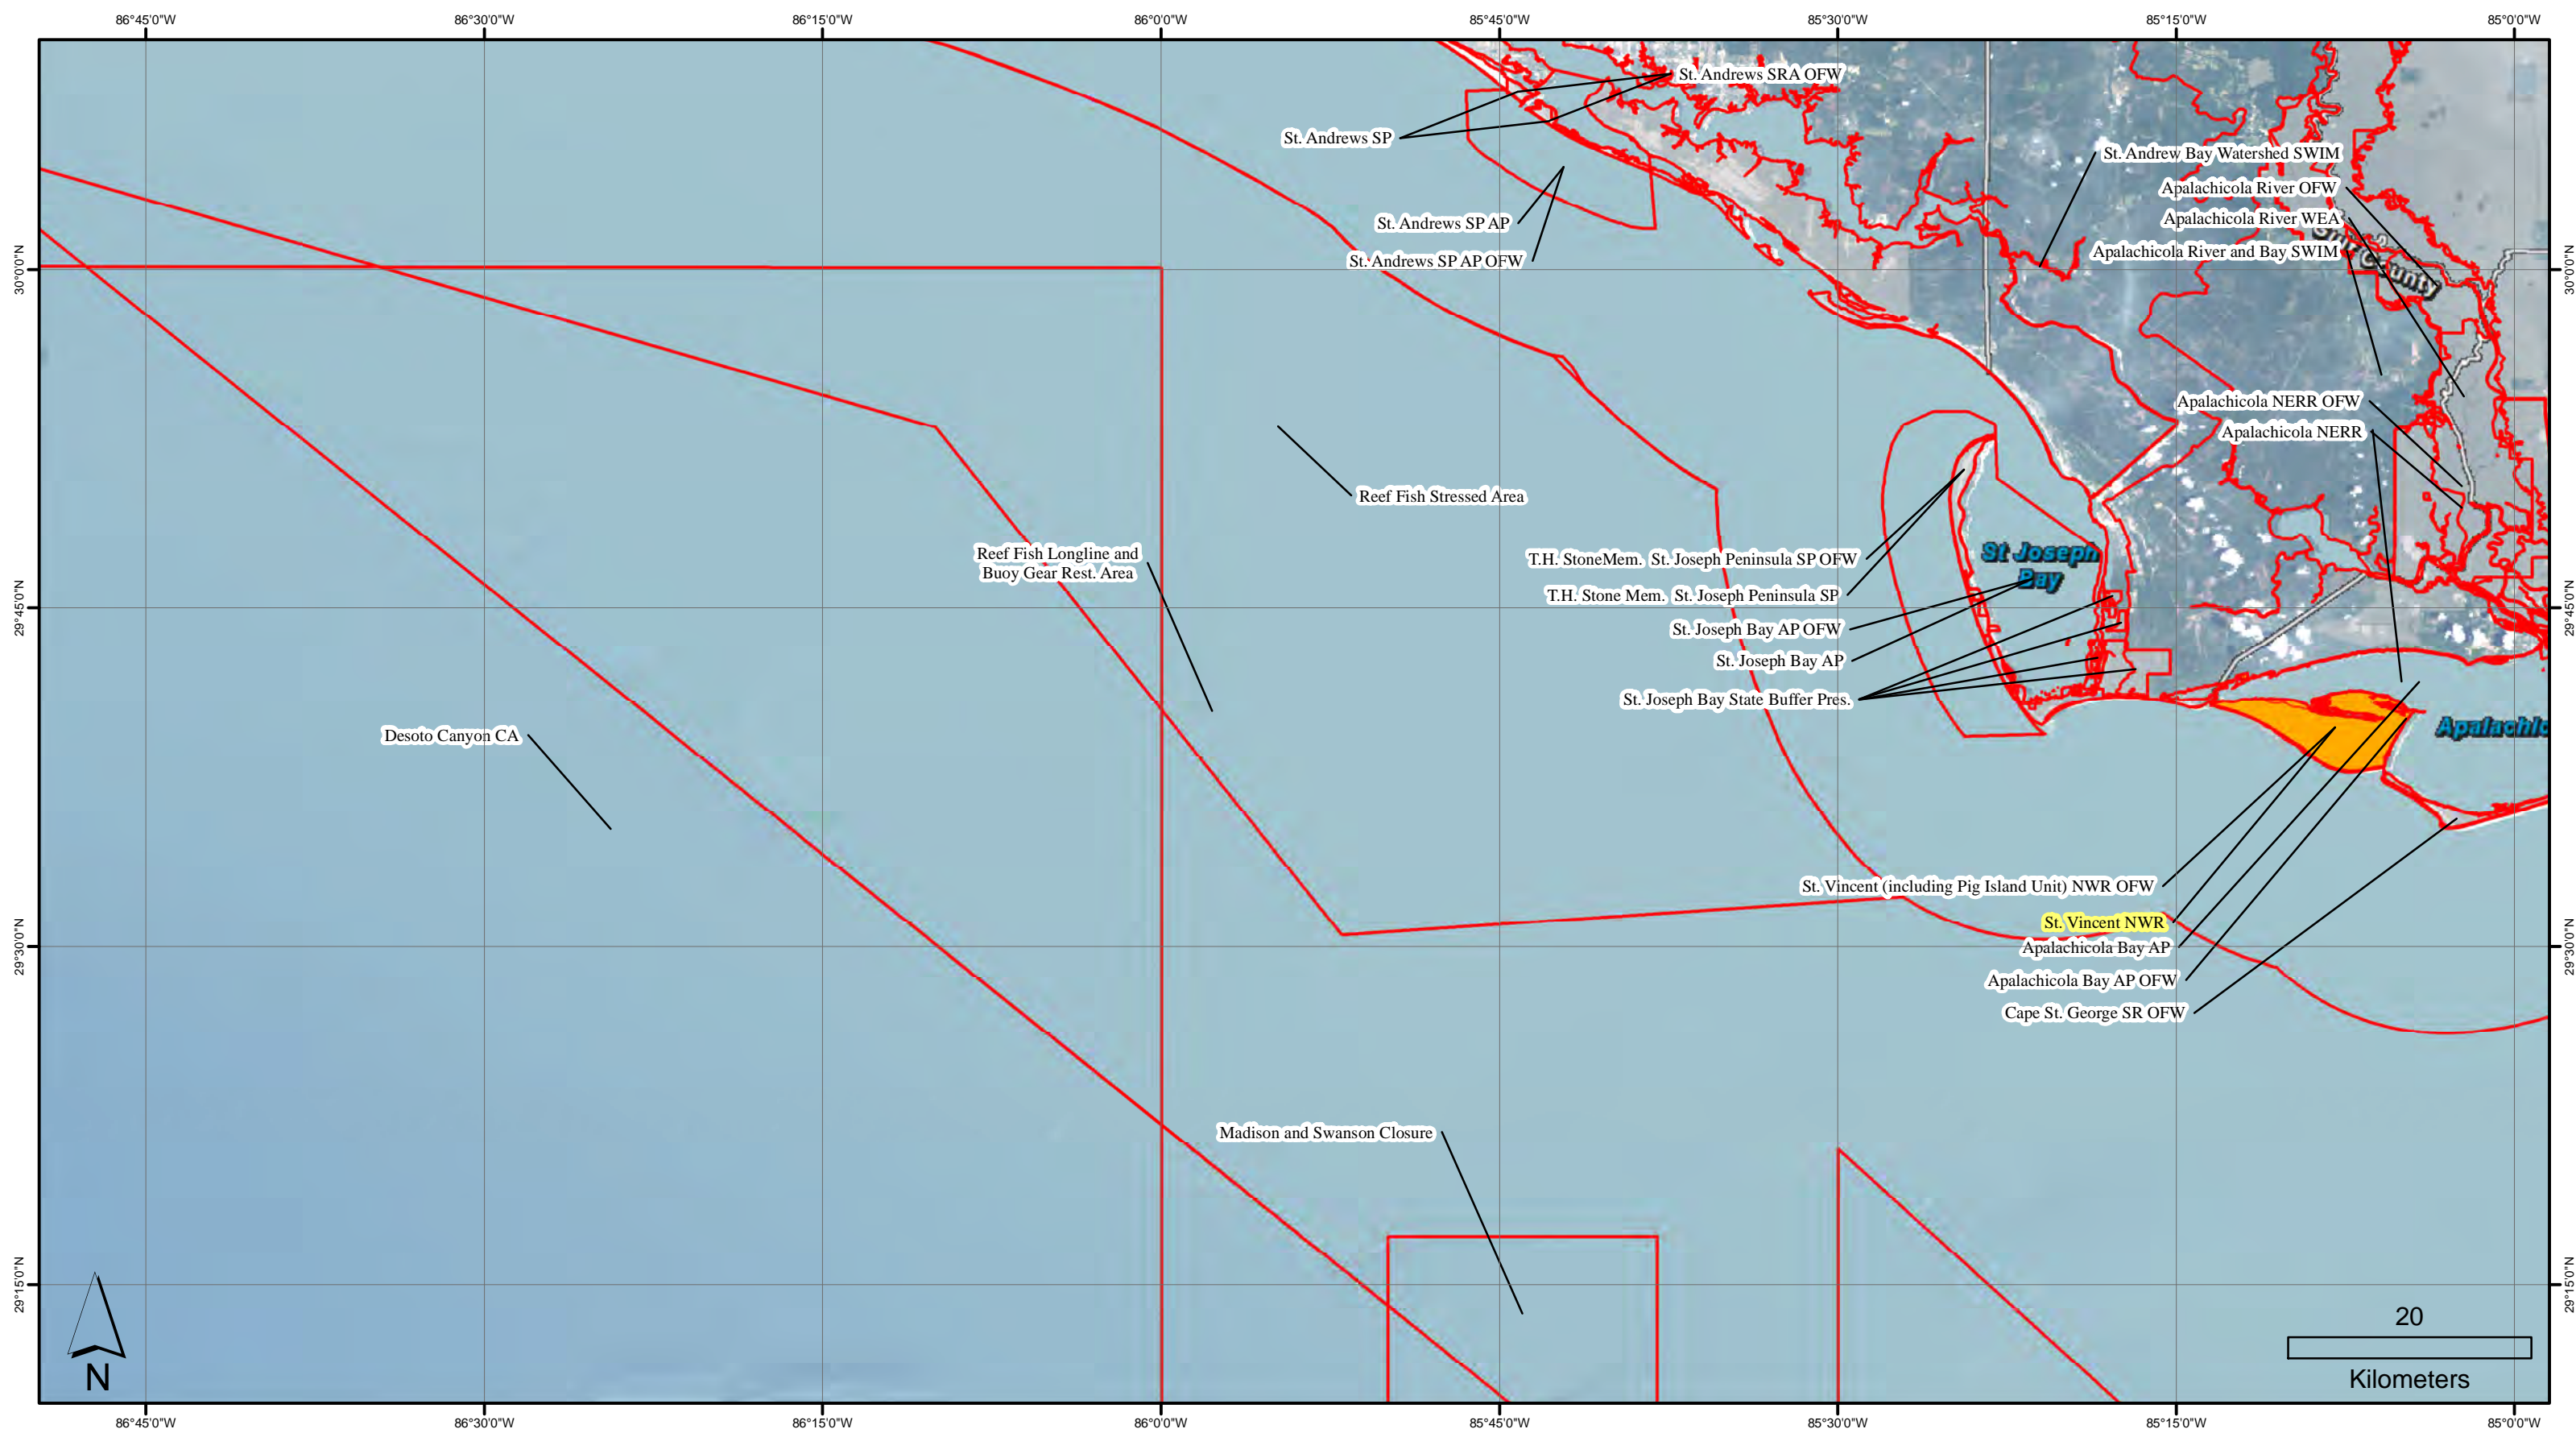 86°45'0"W
86°30'0"W
86°15'0"W
86°0'0"W
85°45'0"W
85°30'0"W
85°15'0"W
85°0'0"W
St. Andrews SRA OFW
St. Andrews SP
St. Andrew Bay Watershed SWIM
Apalachicola River OFW
Apalachicola River WEA
St. Andrews SP AP
Apalachicola River and Bay SWIM
St. Andrews SP AP OFW
County
30°0'0"N
30°0'0"N
Apalachicola NERR OFW
Apalachicola NERR
Reef Fish Stressed Area
Reef Fish Longline and
Buoy Gear Rest. Area
St Joseph
Bay
T.H. StoneMem. St. Joseph Peninsula SP OFW
T.H. Stone Mem. St. Joseph Peninsula SP
29°45'0"N
29°45'0"N
St. Joseph Bay AP OFW
St. Joseph Bay AP
St. Joseph Bay State Buffer Pres.
Desoto Canyon CA
Apalachic
St. Vincent (including Pig Island Unit) NWR OFW
St. Vincent NWR
Apalachicola Bay AP
29°30'0"N
29°30'0"N
Apalachicola Bay AP OFW
Cape St. George SR OFW
Madison and Swanson Closure
29°15'0"N
29°15'0"N
20
Kilometers
N
86°45'0"W
86°30'0"W
86°15'0"W
86°0'0"W
85°45'0"W
85°30'0"W
85°15'0"W
85°0'0"W